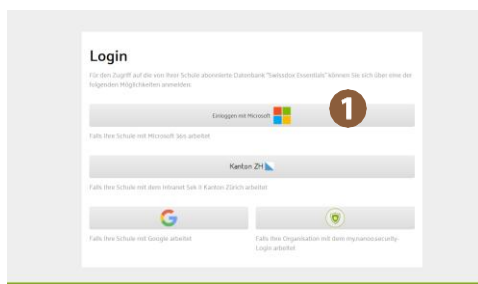 Login
Für den Zugriff auf die von Ihrer Schule abonnierte Datenbank "Swissdox Essentials" können Sie sich über eine der
folgenden Möglichkeiten anmelden.
Einloggen mit Microsoft
1
Falls Ihre Schule mit Microsoft 365 arbeitet
Kanton ZH
Falls Ihre Schule mit dem Intranet Sek II Kanton Zürich arbeitet
G
Falls Ihre Schule mit Google arbeitet
Falls Ihre Organisation mit dem mynanosecurity-
Login arbeitet